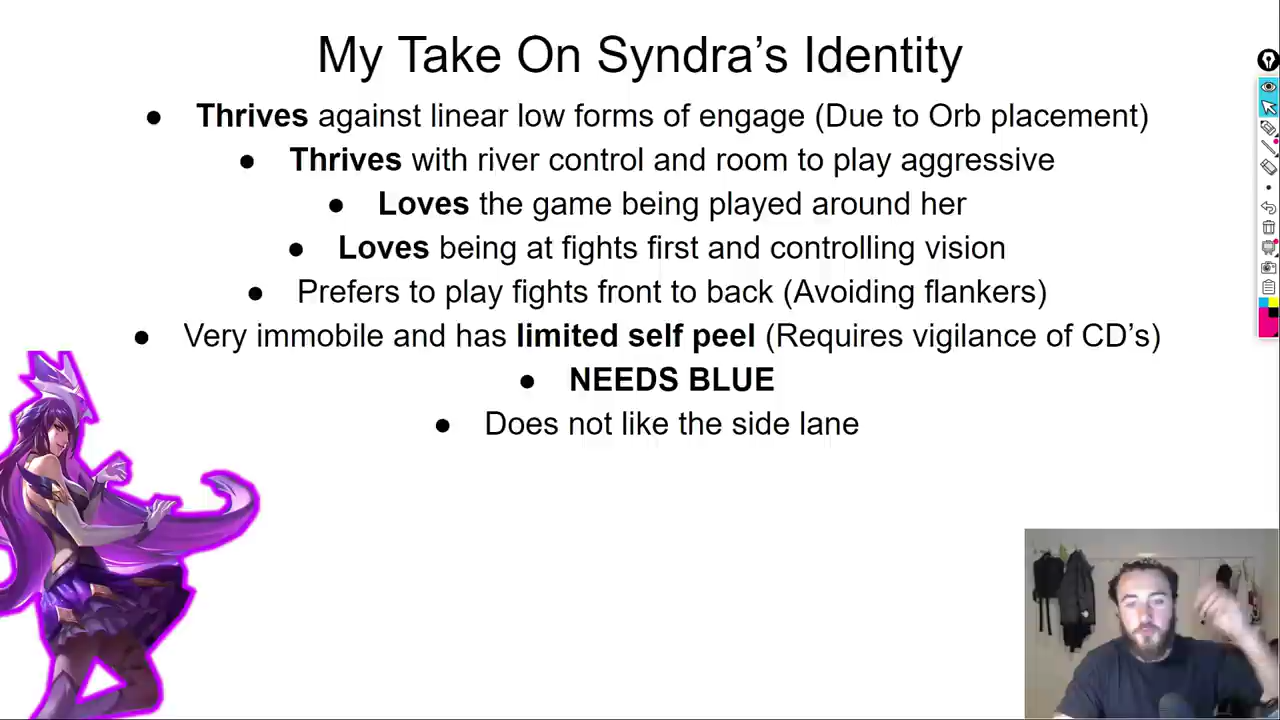 My Take On Syndra's Identity
● Thrives against linear low forms of engage (Due to Orb placement)
● Thrives with river control and room to play aggressive
● Loves the game being played around her
● Loves being at fights first and controlling vision
● Prefers to play fights front to back (Avoiding flankers)
● Very immobile and has limited self peel (Requires vigilance of CD's)
● NEEDS BLUE
● Does not like the side lane